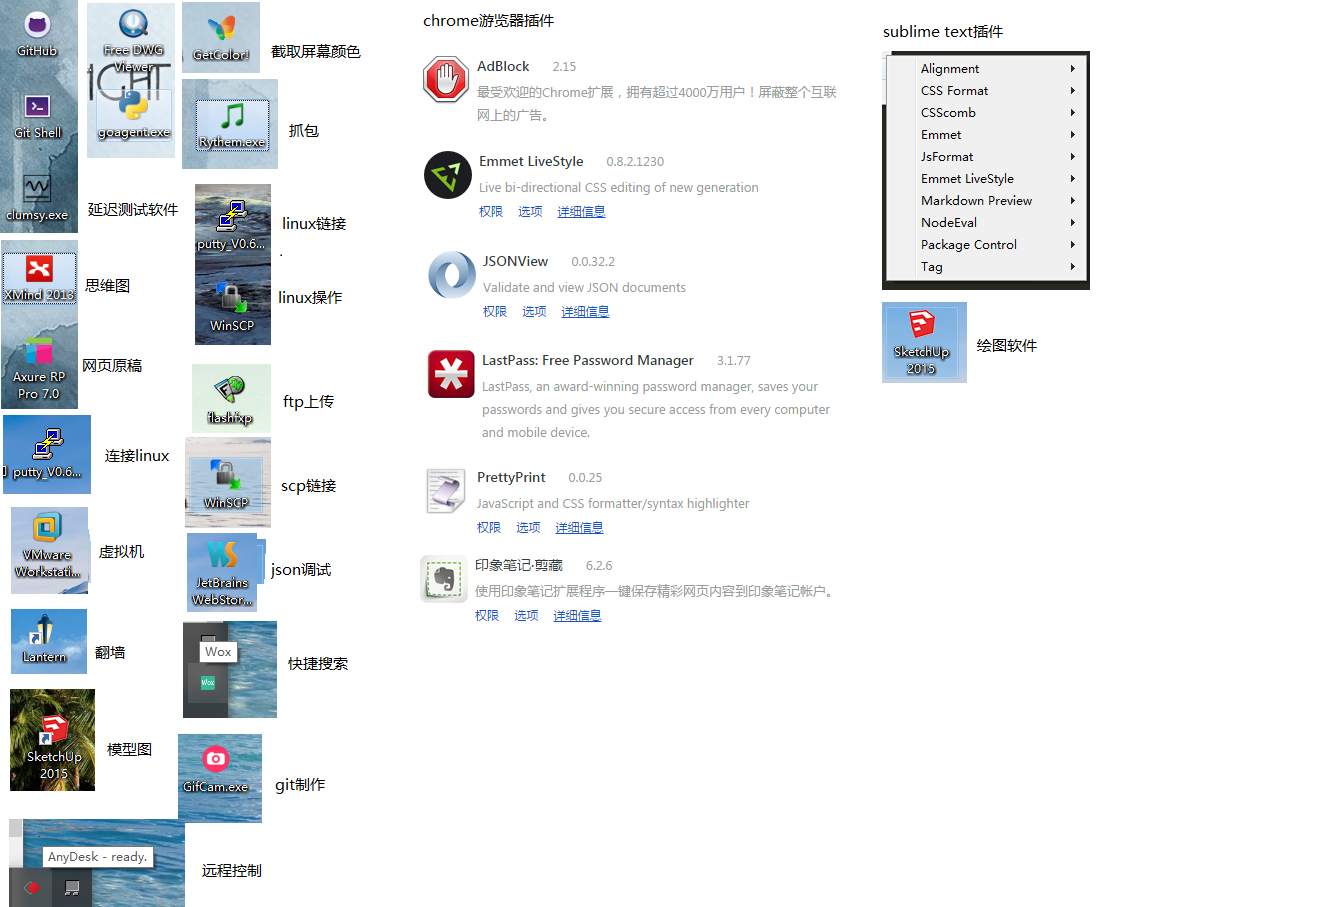 GitHub
Git Shell
clumsy.exe
延迟测试软件
Free DWG
Viewer
ICHT
goagent.exe
GetColor!
截取屏幕颜色
Rythem.exe
抓包
XMind 2013
思维图
Axure RP
Pro 7.0
网页原稿
putty_V0.6...
连接linux
VMware
Workstati...
虚拟机
Lantern
翻墙
SketchUp
2015
模型图
AnyDesk - ready.
远程控制
putty_V0.6...
linux链接
.
WinSCP
linux操作
flashfxp
ftp上传
WinSCP
scp链接
JetBrains
WebStor...
json调试
Wox
Wox
快捷搜索
GifCam.exe
git制作
chrome游览器插件
AdBlock 2.15
最受欢迎的Chrome扩展，拥有超过4000万用户！屏蔽整个互联
网上的广告。
Emmet LiveStyle 0.8.2.1230
Live bi-directional CSS editing of new generation
权限 选项 详细信息
JSONView 0.0.32.2
Validate and view JSON documents
权限 选项 详细信息
LastPass: Free Password Manager 3.1.77
LastPass, an award-winning password manager, saves your
passwords and gives you secure access from every computer
and mobile device.
PrettyPrint 0.0.25
JavaScript and CSS formatter/syntax highlighter
权限 选项 详细信息
印象笔记·剪藏 6.2.6
使用印象笔记扩展程序一键保存精彩网页内容到印象笔记帐户。
权限 选项 详细信息
sublime text插件
Alignment
CSS Format
CSScomb
Emmet
JsFormat
Emmet LiveStyle
Markdown Preview
NodeEval
Package Control
Tag
SketchUp
2015
绘图软件